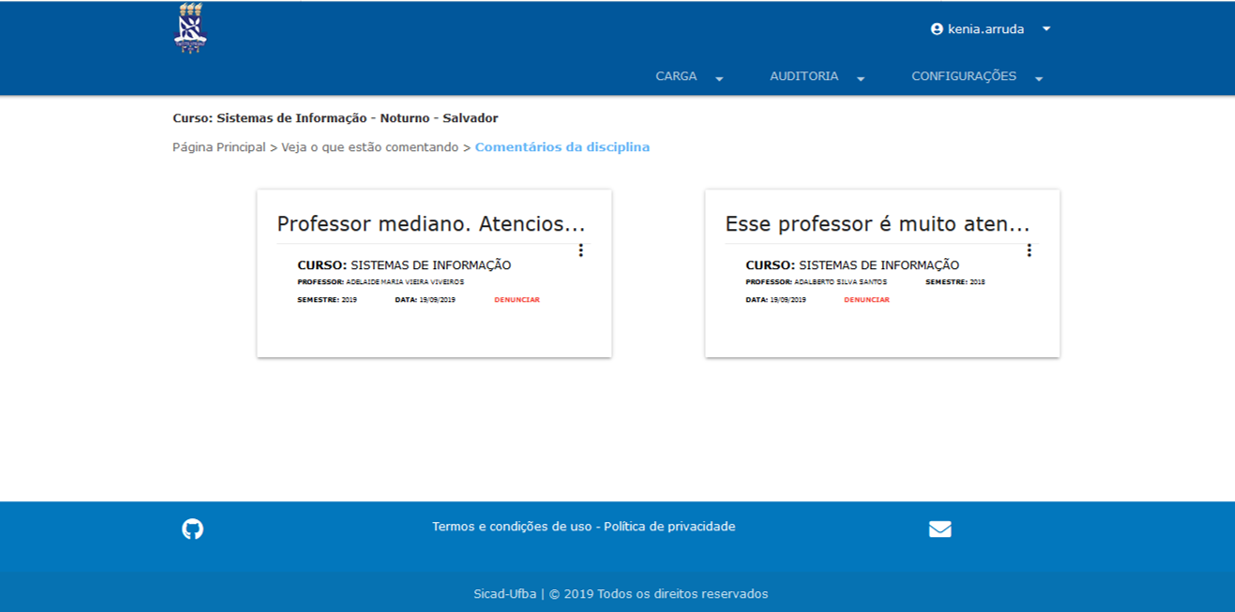 kenia.arruda
CARGA AUDITORIA CONFIGURAÇÕES
Curso: Sistemas de Informação - Noturno - Salvador
Página Principal > Veja o que estão comentando > Comentários da disciplina
Professor mediano. Atencios...
CURSO: SISTEMAS DE INFORMAÇÃO
PROFESSOR: ADELAIDE MARIA VIEIRA VIVEIROS
SEMESTRE: 2019 DATA: 19/09/2019 DENUNCIAR
Esse professor é muito aten...
CURSO: SISTEMAS DE INFORMAÇÃO
PROFESSOR: ADALBERTO SILVA SANTOS SEMESTRE: 2018
DATA: 19/09/2019 DENUNCIAR
Termos e condições de uso - Política de privacidade
Sicad-Ufba | © 2019 Todos os direitos reservados